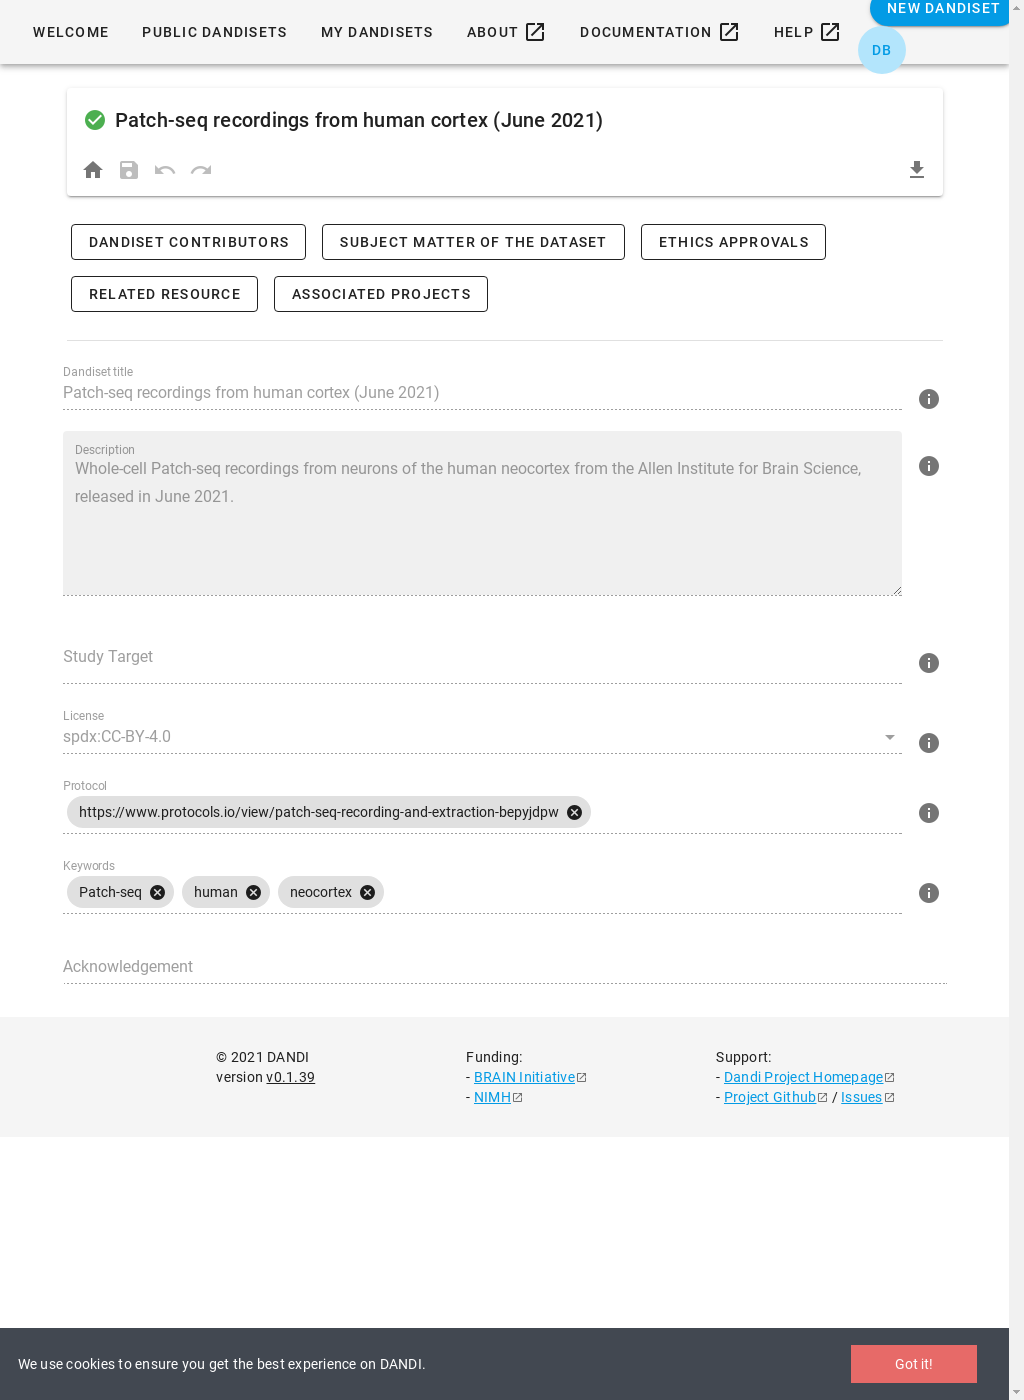 NEW DANDISET
WELCOME PUBLIC DANDISETS MY DANDISETS ABOUT DOCUMENTATION HELP
DB
Patch-seq recordings from human cortex (June 2021)
DANDISET CONTRIBUTORS SUBJECT MATTER OF THE DATASET ETHICS APPROVALS
RELATED RESOURCE ASSOCIATED PROJECTS
Dandiset title
Patch-seq recordings from human cortex (June 2021)
Description
Whole-cell Patch-seq recordings from neurons of the human neocortex from the Allen Institute for Brain Science,
released in June 2021.
Study Target
License
spdx:CC-BY-4.0
Protocol
https://www.protocols.io/view/patch-seq-recording-and-extraction-bepyjdpw
Keywords
Patch-seq human neocortex
Acknowledgement
© 2021 DANDI
version v0.1.39
Funding:
- BRAIN Initiative
- NIMH
Support:
- Dandi Project Homepage
- Project Github / Issues
We use cookies to ensure you get the best experience on DANDI.
Got it!